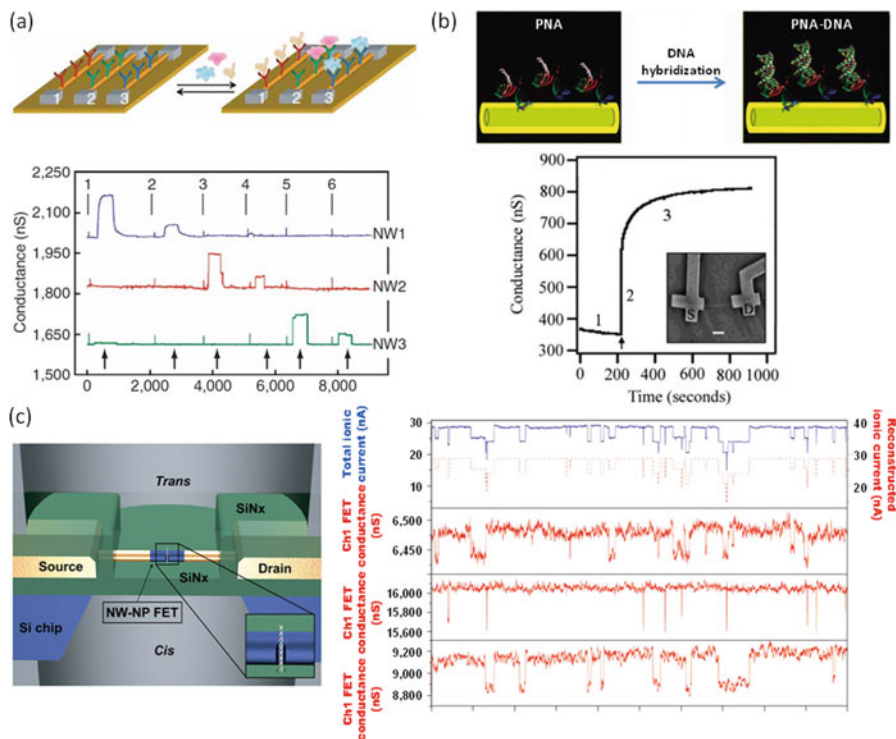 (a)
1 2 3
1 2 3
2,250
2,100
1,950
1,800
1,650
1,500
Conductance (nS)
1 2 3 4 5 6
NW1
NW2
NW3
0 2,000 4,000 6,000 8,000
(b)
PNA
DNA
hybridization
PNA-DNA
900
800
700
600
500
400
300
Conductance (nS)
1
2
3
S
D
0 200 400 600 800 1000
Time (seconds)
(c)
Trans
SiNx
Source
Drain
SiNx
NW-NP FET
Si chip
Cis
Total ionic
current (nA)
30
20
10
40
30
20
Reconstructed
ionic current (nA)
Ch1 FET
conductance
(nS)
6,500
6,450
Ch1 FET
conductance
(nS)
16,000
15,800
15,600
Ch1 FET
conductance
(nS)
9,200
9,000
8,800